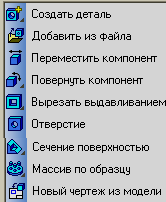 Создать деталь
Добавить из файла
Переместить компонент
Повернуть компонент
Вырезать выдавливанием
Отверстие
Сечение поверхностью
Массив по образцу
Новый чертеж из модели